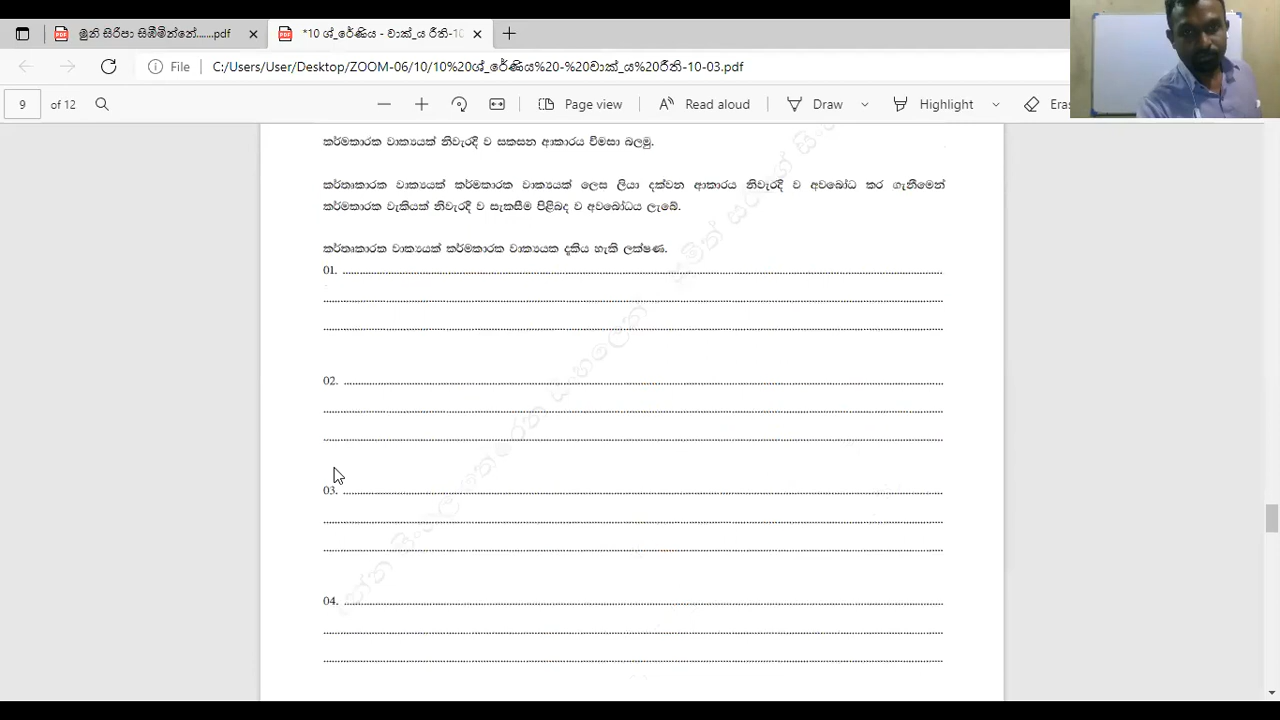 මුනි සිරිපා සිඹිමින්නේ......pdf
*10 ශ්‍රේණිය - වාක්‍ය රීති-10
File
C:/Users/User/Desktop/ZOOM-06/10/10%20ශ්_රේණිය%20-%20වාක්_ය%20රීති-10-03.pdf
9 of 12
Page view
Read aloud
Draw
Highlight
කර්මකාරක වාක්‍යයක් නිවැරදි ව සකසන ආකාරය විමසා බලමු.
කර්තෘකාරක වාක්‍යයක් කර්මකාරක වාක්‍යයක් ලෙස ලියා දක්වන ආකාරය නිවැරදි ව අවබෝධ කර ගැනීමෙන්
කර්මකාරක වැකියක් නිවැරදි ව සැකසීම පිළිබද ව අවබෝධය ලැබේ.
කර්තෘකාරක වාක්‍යයක් කර්මකාරක වාක්‍යයක දැකිය හැකි ලක්ෂණ.
01.
02.
03.
04.